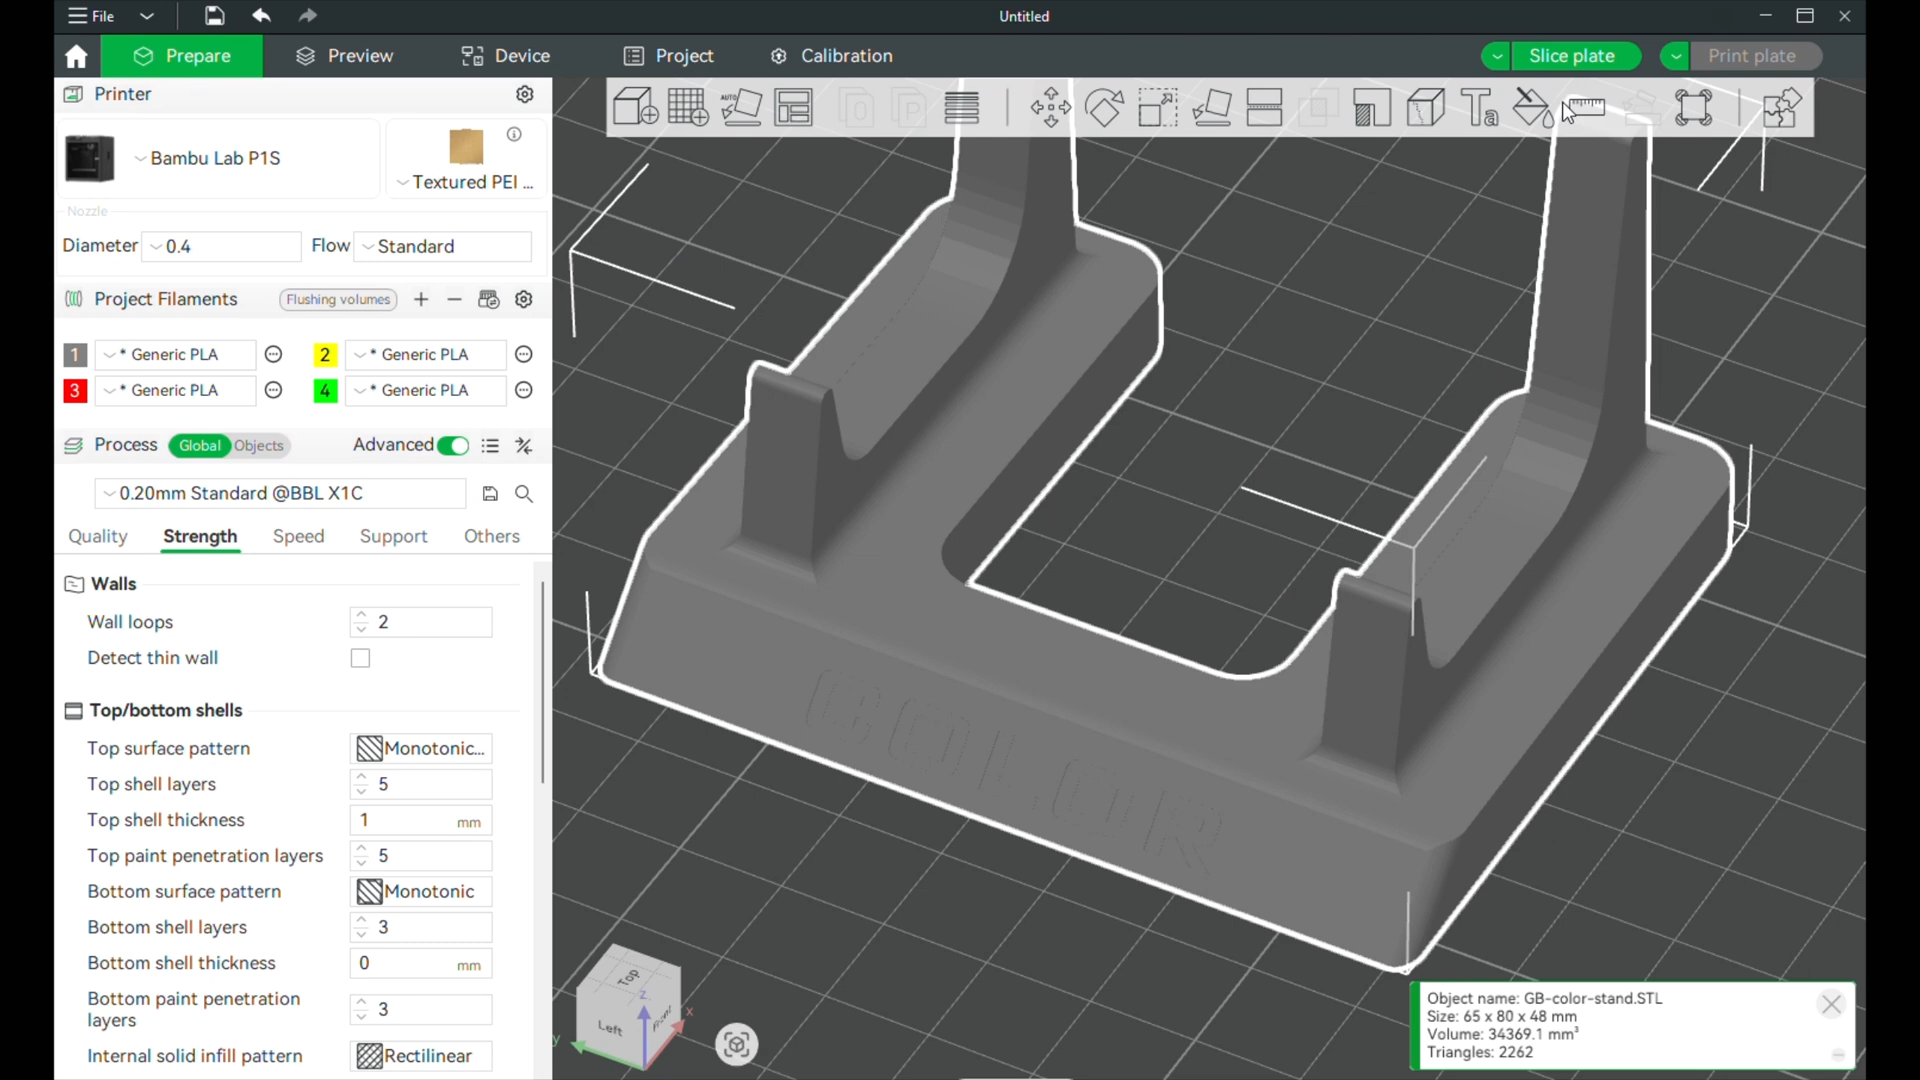 File
Untitled
Prepare
Preview
Device
Project
Calibration
Slice plate
Print plate
Printer
Bambu Lab P1S
Textured PEI ...
Nozzle
Diameter 0.4 Flow Standard
Project Filaments Flushing volumes
1 * Generic PLA 2 * Generic PLA
3 * Generic PLA 4 * Generic PLA
Process Global Objects Advanced
0.20mm Standard @BBL X1C
Quality Strength Speed Support Others
Walls
Wall loops 2
Detect thin wall
Top/bottom shells
Top surface pattern Monotonic...
Top shell layers 5
Top shell thickness 1 mm
Top paint penetration layers 5
Bottom surface pattern Monotonic
Bottom shell layers 3
Bottom shell thickness 0 mm
Bottom paint penetration
layers 3
Internal solid infill pattern Rectilinear
AUTO
Ta
COLOR
Top
Left
Front
z
x
y
Object name: GB-color-stand.STL
Size: 65 x 80 x 48 mm
Volume: 34369.1 mm³
Triangles: 2262